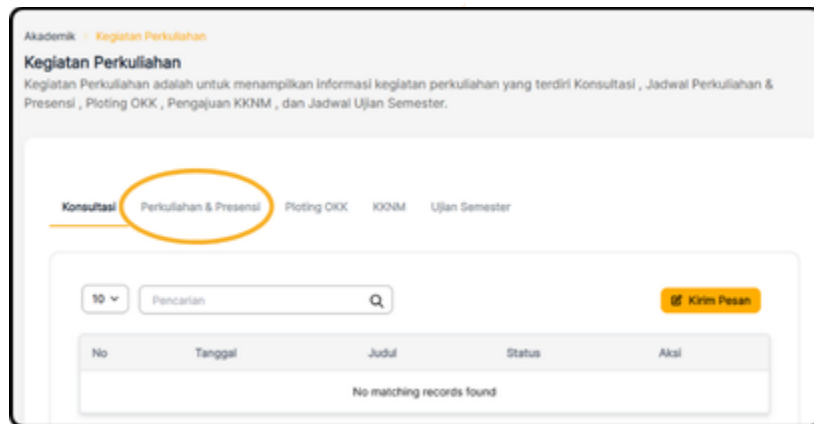 Akademik Kegiatan Perkuliahan
Kegiatan Perkuliahan
Kegiatan Perkuliahan adalah untuk menampilkan informasi kegiatan perkuliahan yang terdiri Konsultasi , Jadwal Perkuliahan &
Presensi , Ploting OKK , Pengajuan KKNM , dan Jadwal Ujian Semester.
Konsultasi Perkuliahan & Presensi Ploting OKK KKNM Ujian Semester
10 Pencarian Kirim Pesan
No Tanggal Judul Status Aksi
No matching records found